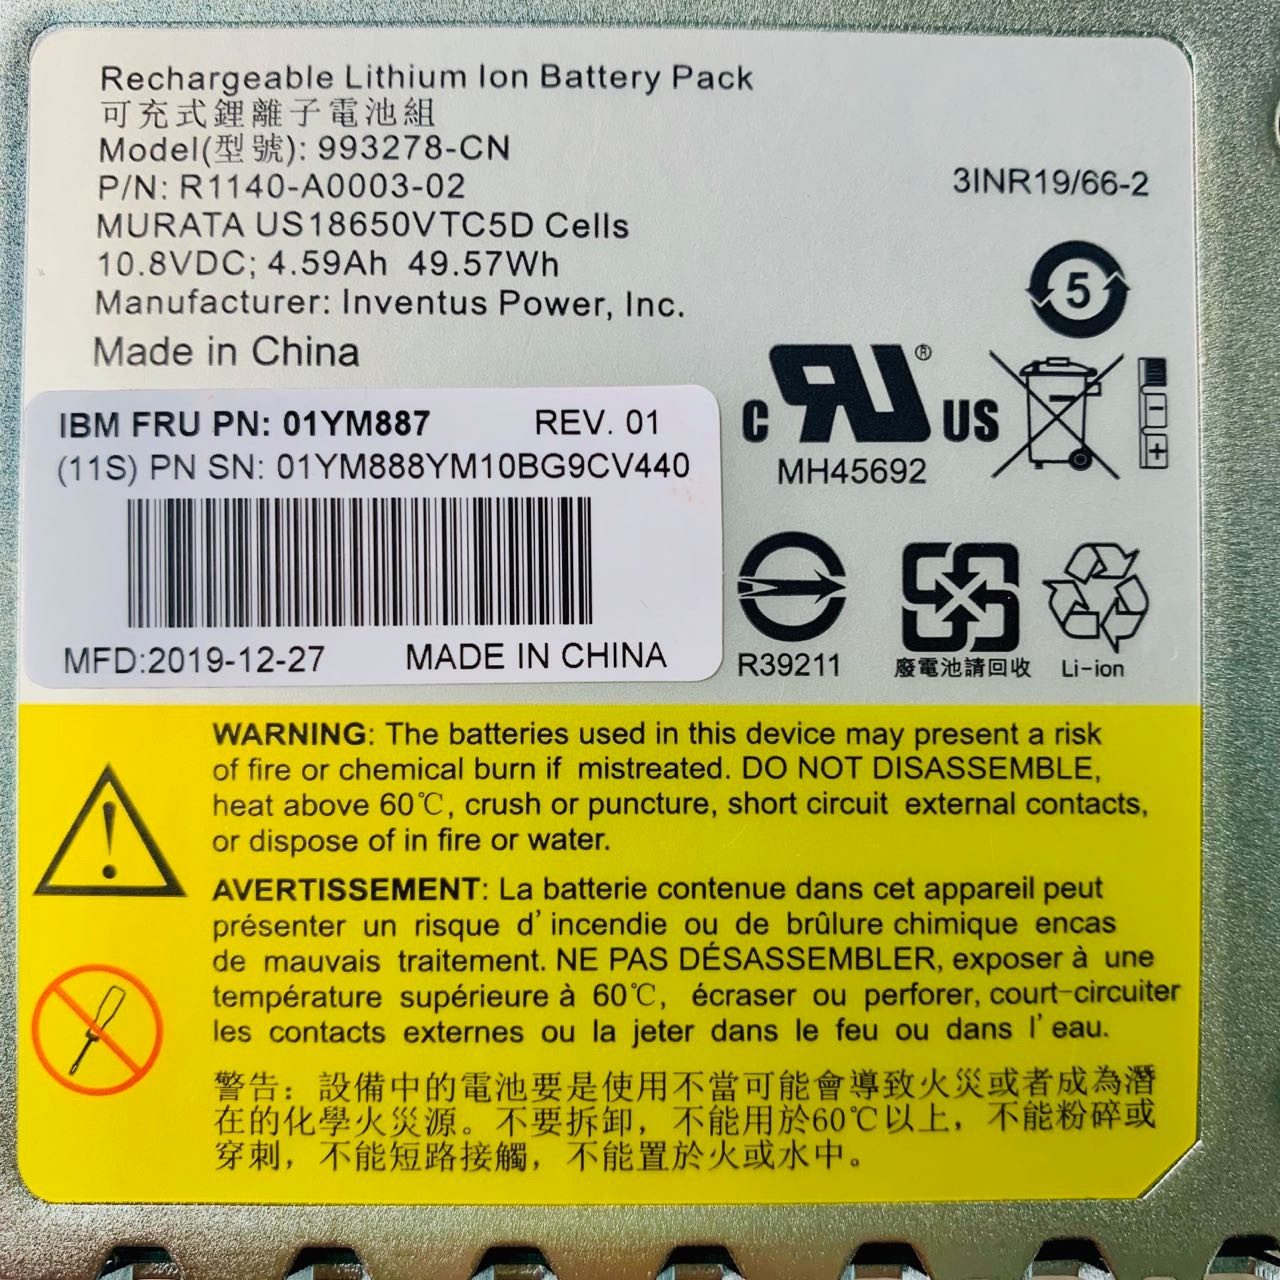 Rechargeable Lithium Ion Battery Pack
可充式鋰離子電池組
Model(型號): 993278-CN
P/N: R1140-A0003-02
MURATA US18650VTC5D Cells
10.8VDC; 4.59Ah 49.57Wh
Manufacturer: Inventus Power, Inc.
Made in China
3INR19/66-2
5
c RU ® US
MH45692
- +
IBM FRU PN: 01YM887 REV. 01
(11S) PN SN: 01YM888YM10BG9CV440
MFD:2019-12-27 MADE IN CHINA
R39211
廢電池請回收
Li-ion
WARNING: The batteries used in this device may present a risk
of fire or chemical burn if mistreated. DO NOT DISASSEMBLE,
heat above 60℃, crush or puncture, short circuit external contacts,
or dispose of in fire or water.
AVERTISSEMENT: La batterie contenue dans cet appareil peut
présenter un risque d'incendie ou de brûlure chimique encas
de mauvais traitement. NE PAS DÉSASSEMBLER, exposer à une
température supérieure à 60℃, écraser ou perforer, court-circuiter
les contacts externes ou la jeter dans le feu ou dans l'eau.
警告：設備中的電池要是使用不當可能會導致火災或者成為潛
在的化學火災源。不要拆卸，不能用於60℃以上，不能粉碎或
穿刺，不能短路接觸，不能置於火或水中。